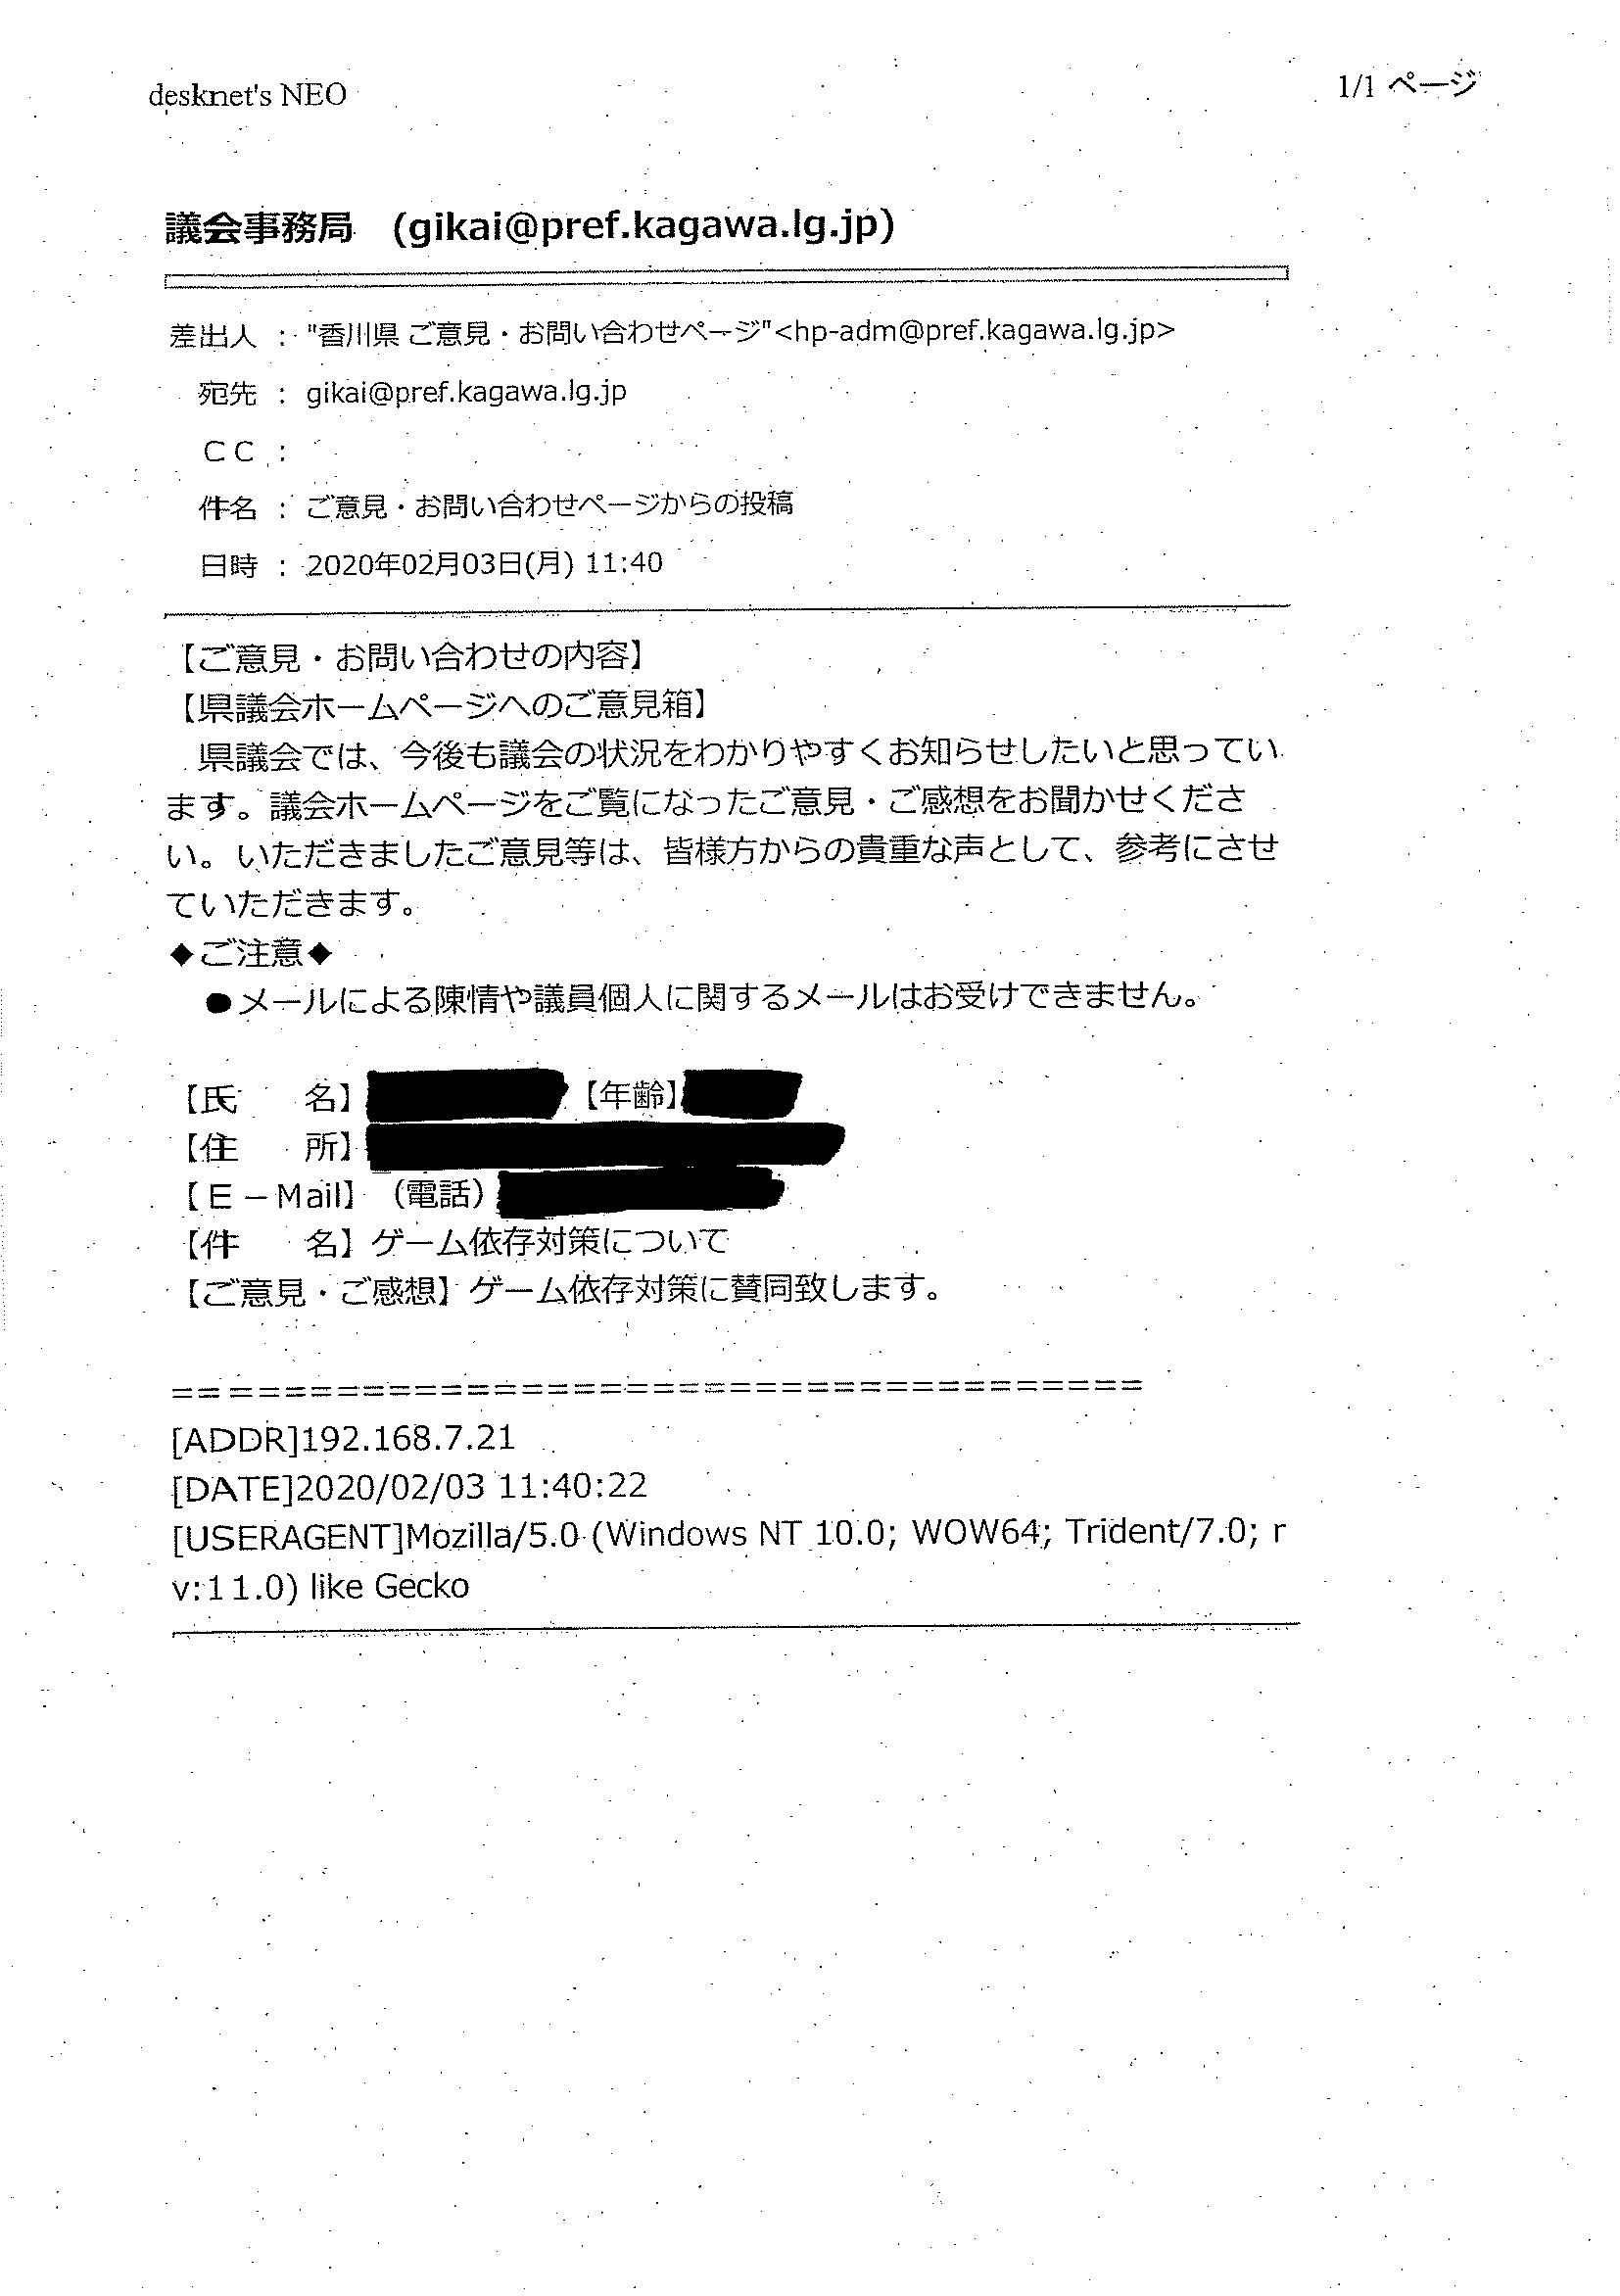 desknet's NEO
1/1 ページ
議会事務局　(gikai@pref.kagawa.lg.jp)
差出人 : "香川県 ご意見・お問い合わせページ"<hp-adm@pref.kagawa.lg.jp>
宛先 : gikai@pref.kagawa.lg.jp
ＣＣ :
件名 : ご意見・お問い合わせページからの投稿
日時 : 2020年02月03日(月) 11:40
【ご意見・お問い合わせの内容】
【県議会ホームページへのご意見箱】
　県議会では、今後も議会の状況をわかりやすくお知らせしたいと思ってい
ます。議会ホームページをご覧になったご意見・ご感想をお聞かせくださ
い。いただきましたご意見等は、皆様方からの貴重な声として、参考にさせ
ていただきます。
◆ご注意◆
　●メールによる陳情や議員個人に関するメールはお受けできません。
【氏　　名】 【年齢】
【住　　所】
【Ｅ－Mail】（電話）
【件　　名】ゲーム依存対策について
【ご意見・ご感想】ゲーム依存対策に賛同致します。
======================================
[ADDR]192.168.7.21
[DATE]2020/02/03 11:40:22
[USERAGENT]Mozilla/5.0 (Windows NT 10.0; WOW64; Trident/7.0; r
v:11.0) like Gecko